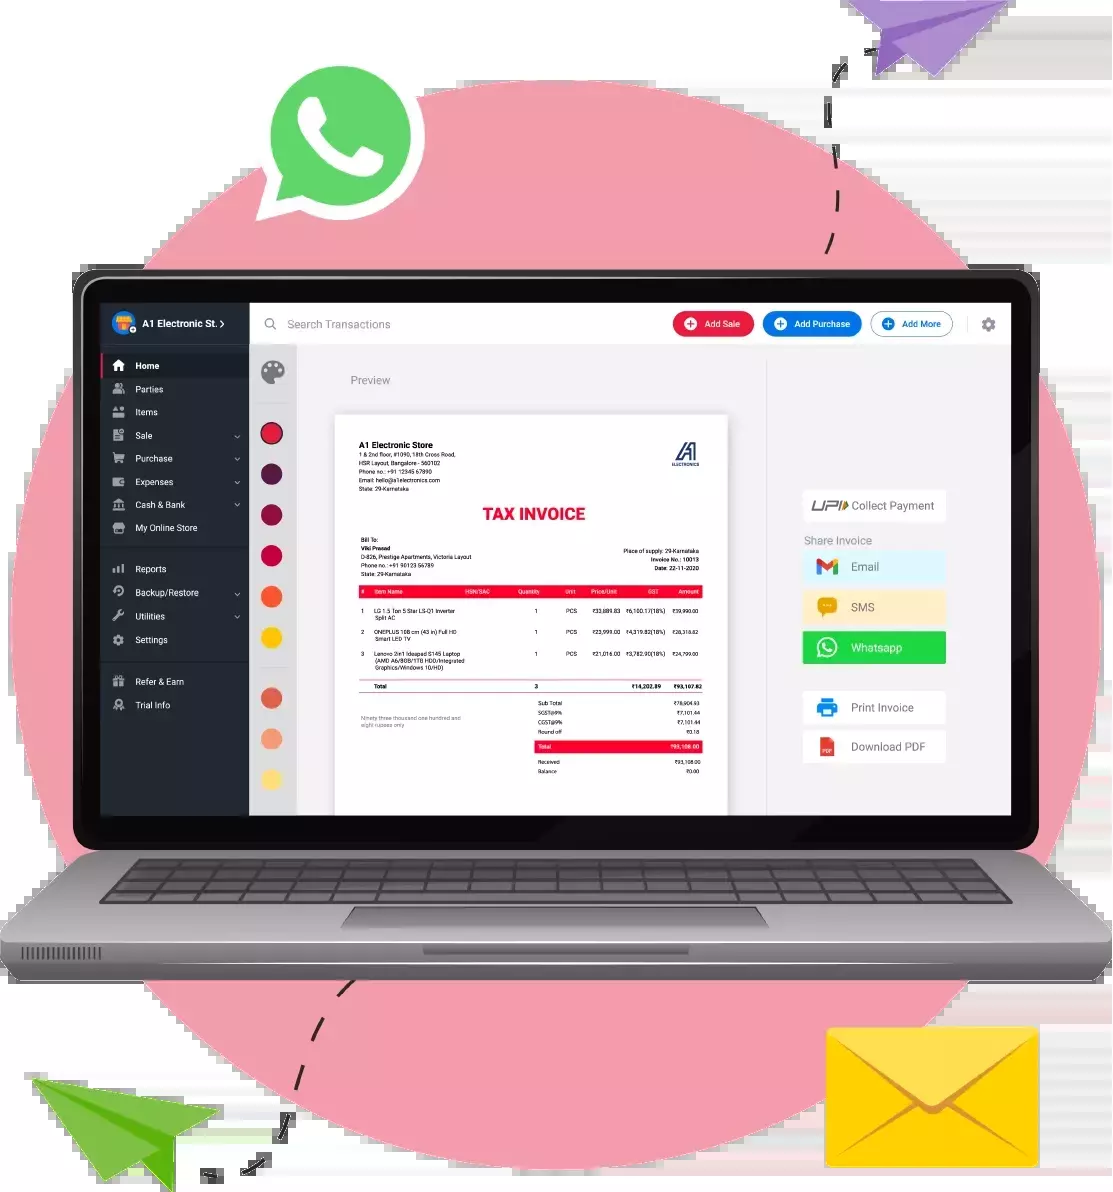 A1 Electronic St.
Search Transactions
Add Sale
Add Purchase
Add More
Home
Parties
Items
Sale
Purchase
Expenses
Cash & Bank
My Online Store
Reports
Backup/Restore
Utilities
Settings
Refer & Earn
Trial Info
Preview
A1 Electronic Store
1 & 2nd floor, #1090, 18th Cross Road,
HSR Layout, Bangalore - 560102
Phone no.: +91 12345 67890
Email: hello@a1electronics.com
State: 29-Karnataka
A1
ELECTRONICS
TAX INVOICE
Bill To:
Viki Prasad
D-826, Prestige Apartments, Victoria Layout
Phone no.: +91 90123 56789
State: 29-Karnataka
Place of supply: 29-Karnataka
Invoice No.: 10013
Date: 22-11-2020
# Item Name HSN/SAC Quantity Unit Price/Unit GST Amount
1 LG 1.5 Ton 5 Star LS-Q1 Inverter 1 PCS ₹33,889.83 ₹6,100.17(18%) ₹39,990.00
Split AC
2 ONEPLUS 108 cm (43 in) Full HD 1 PCS ₹23,999.00 ₹4,319.82(18%) ₹28,318.82
Smart LED TV
3 Lenovo 2in1 Ideapad S145 Laptop 1 PCS ₹21,016.00 ₹3,782.90(18%) ₹24,799.00
(AMD A6/8GB/1TB HDD/Integrated
Graphics/Windows 10/HD)
Total 3 ₹14,202.89 ₹93,107.82
Sub Total ₹78,904.93
SGST@9% ₹7,101.44
CGST@9% ₹7,101.44
Round off ₹0.18
Ninety three thousand one hundred and
eight rupees only
Total ₹93,108.00
Received ₹93,108.00
Balance ₹0.00
UPI Collect Payment
Share Invoice
Email
SMS
Whatsapp
Print Invoice
PDF Download PDF